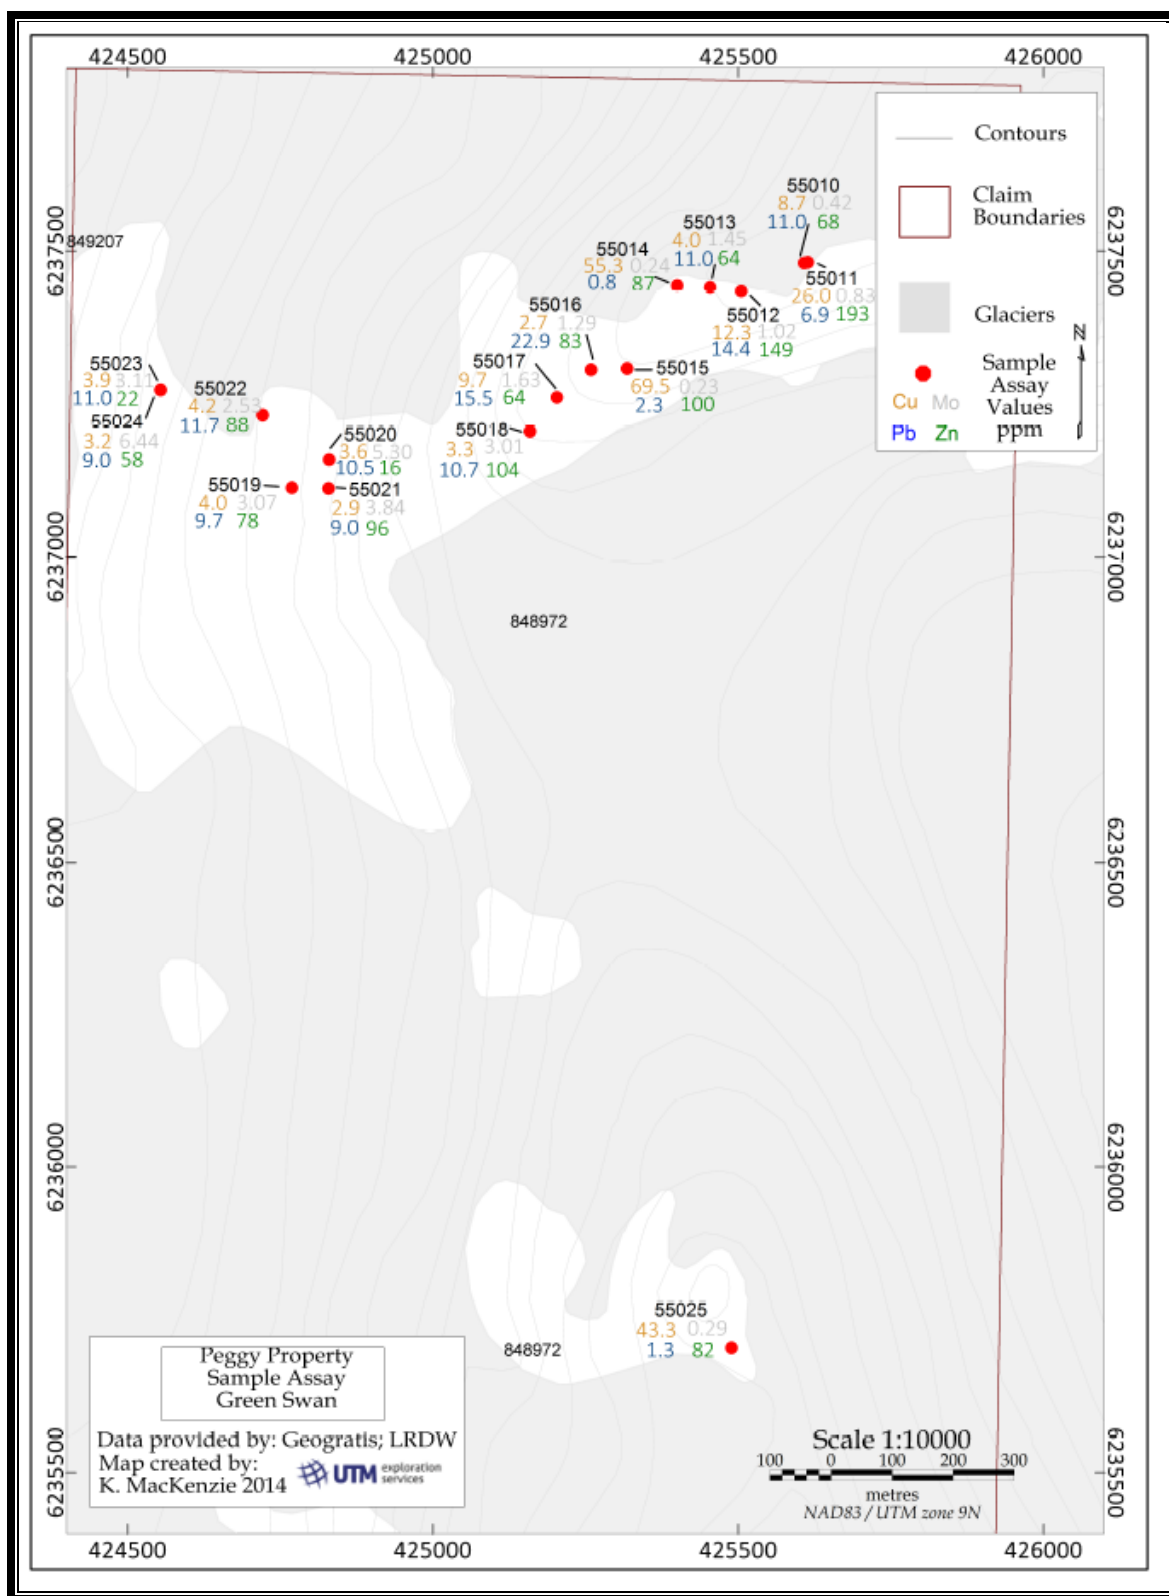 424500 425000 425500 426000
Contours
Claim
Boundaries
Glaciers
N
Sample
Assay
Values
ppm
Cu Mo
Pb Zn
6237500
6237000
6236500
6236000
6235500
6237500
6237000
6236500
6236000
6235500
849207
55010
8.7 0.42
11.0 68
55013
4.0 1.45
11.0 64
55014
55.3 0.24
0.8 87
55011
26.0 0.83
6.9 193
55012
12.3 1.02
14.4 149
55016
2.7 1.29
22.9 83
55015
69.5 0.23
2.3 100
55017
9.7 1.63
15.5 64
55018
3.3 3.01
10.7 104
55023
3.9 3.11
11.0 22
55024
3.2 6.44
9.0 58
55022
4.2 2.53
11.7 88
55020
3.6 5.30
10.5 16
55019
4.0 3.07
9.7 78
55021
2.9 3.84
9.0 96
848972
55025
43.3 0.29
1.3 82
848972
Peggy Property
Sample Assay
Green Swan
Data provided by: Geogratis; LRDW
Map created by:
K. MacKenzie 2014
UTM exploration
services
Scale 1:10000
100 0 100 200 300
metres
NAD83 / UTM zone 9N
424500 425000 425500 426000